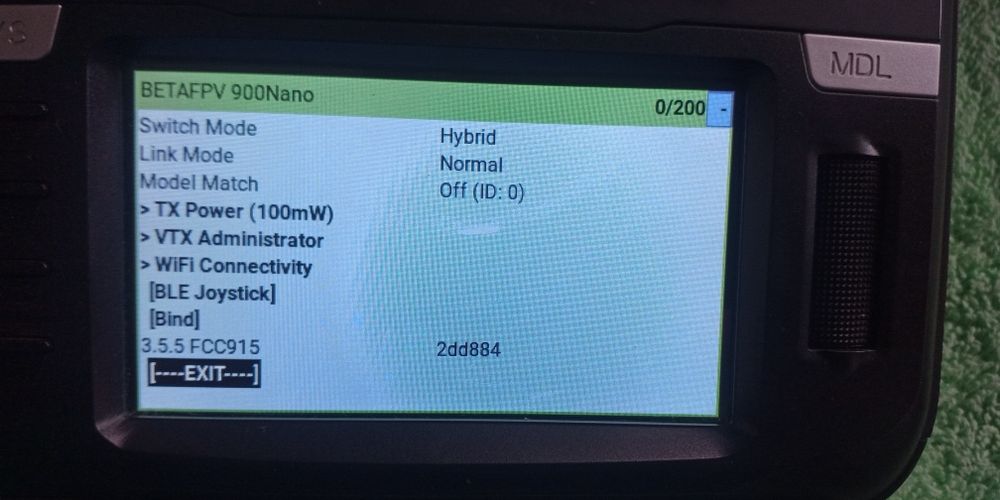 YS
MDL
BETAFPV 900Nano 0/200 -
Switch Mode Hybrid
Link Mode Normal
Model Match Off (ID: 0)
> TX Power (100mW)
> VTX Administrator
> WiFi Connectivity
[BLE Joystick]
[Bind]
3.5.5 FCC915 2dd884
[----EXIT----]